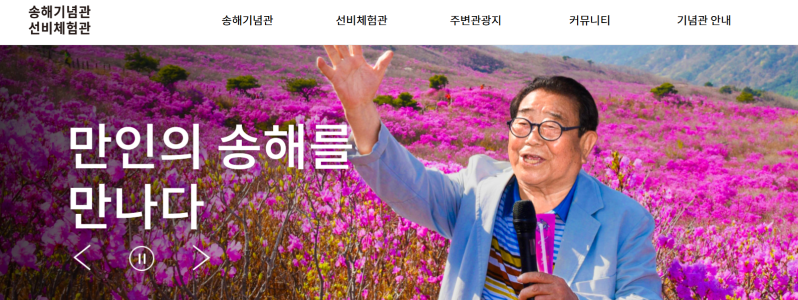 송해기념관
선비체험관
송해기념관 선비체험관 주변관광지 커뮤니티 기념관 안내
만인의 송해를
만나다